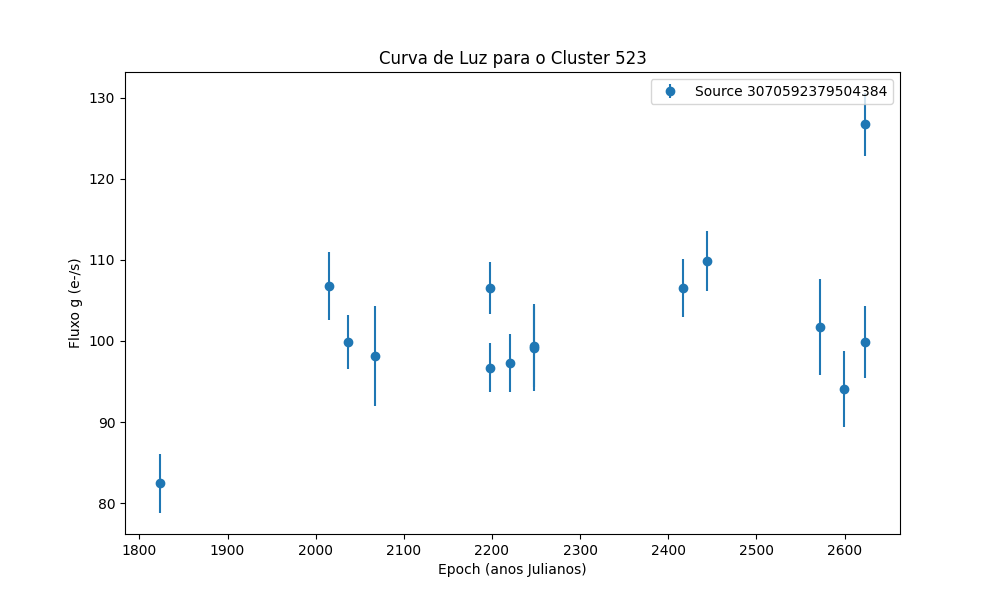 Curva de Luz para o Cluster 523
Source 3070592379504384
Fluxo g (e-/s)
130
120
110
100
90
80
1800 1900 2000 2100 2200 2300 2400 2500 2600
Epoch (anos Julianos)